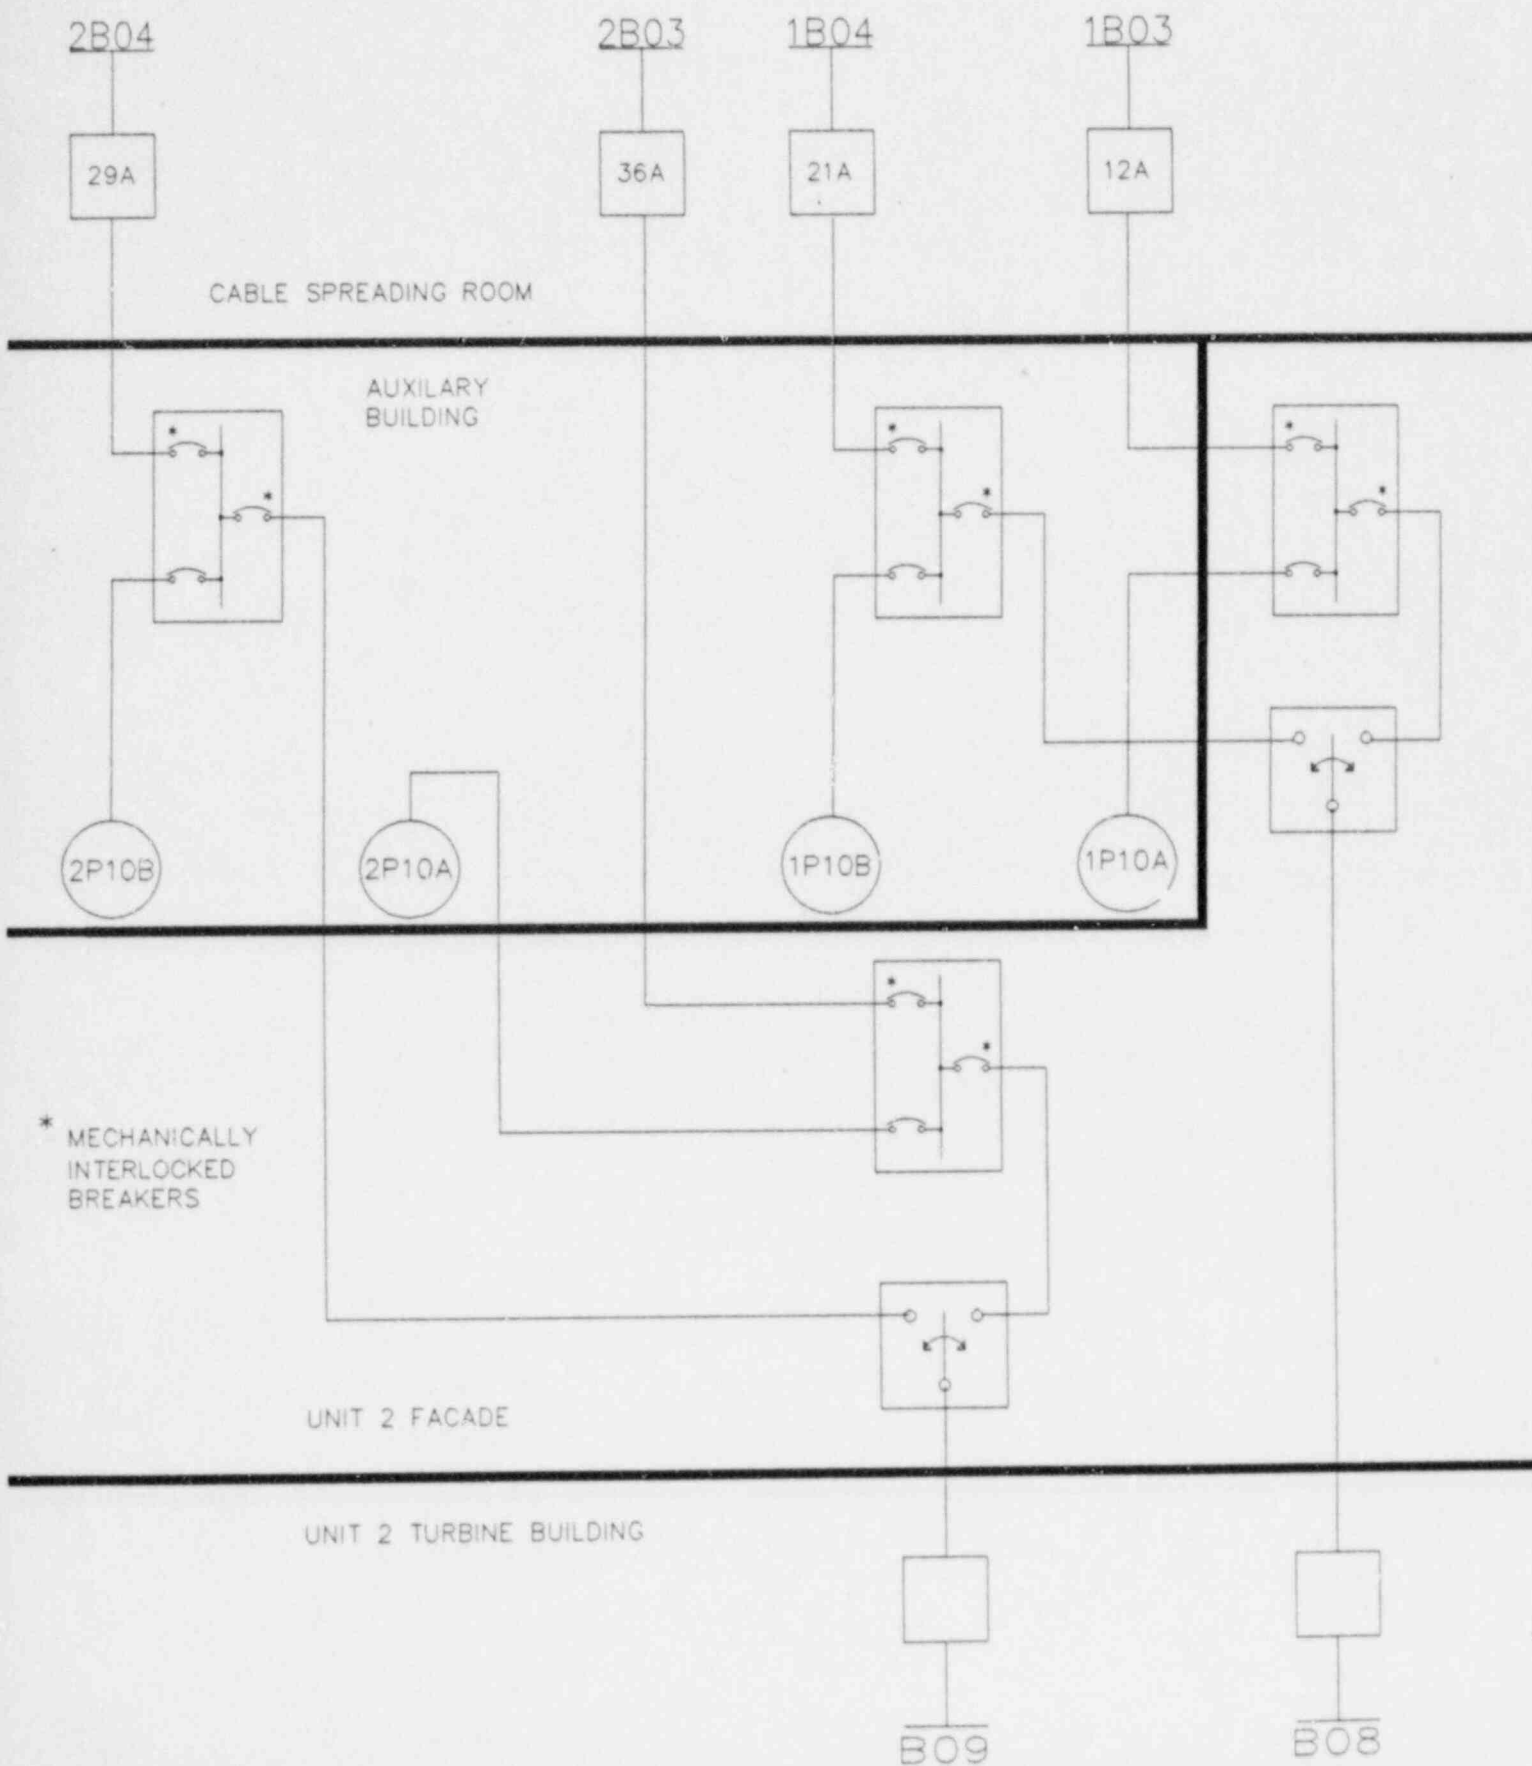 2B04
2B03
1B04
1B03
29A
36A
21A
12A
CABLE SPREADING ROOM
AUXILARY
BUILDING
*
*
*
*
*
*
2P10B
2P10A
1P10B
1P10A
*
*
* MECHANICALLY
INTERLOCKED
BREAKERS
UNIT 2 FACADE
UNIT 2 TURBINE BUILDING
B09
B08